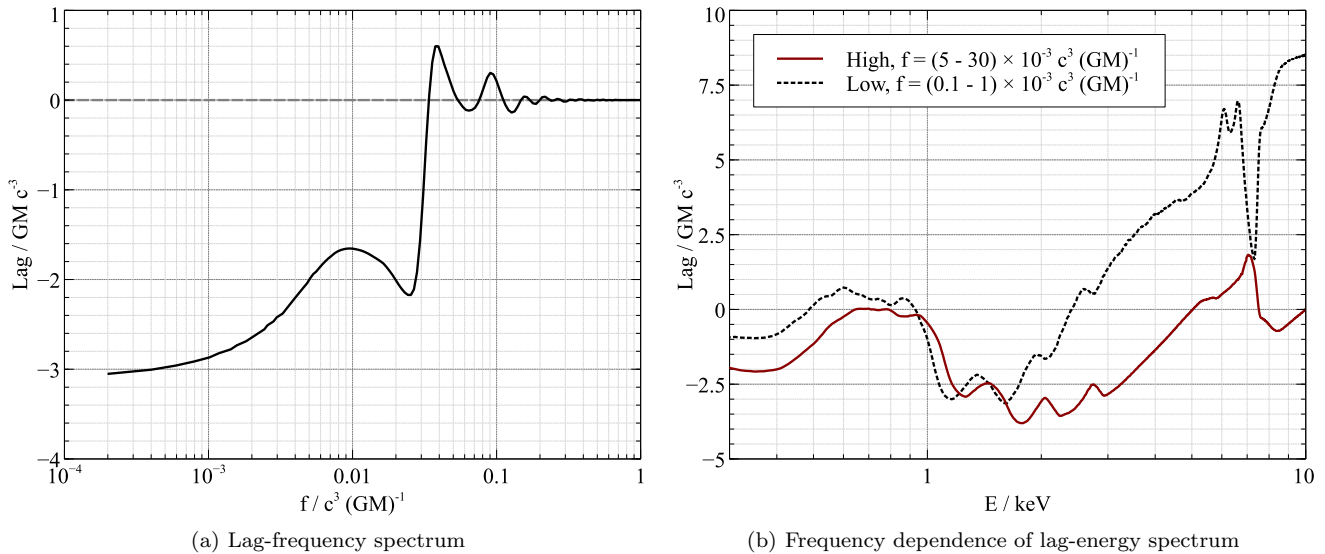 1
0
−1
−2
−3
−4
Lag / GM c⁻³
10⁻⁴
10⁻³
0.01
0.1
1
f / c³ (GM)⁻¹
(a) Lag-frequency spectrum
10
7.5
5
2.5
0
−2.5
−5
Lag / GM c⁻³
High, f = (5 - 30) × 10⁻³ c³ (GM)⁻¹
Low, f = (0.1 - 1) × 10⁻³ c³ (GM)⁻¹
1
10
E / keV
(b) Frequency dependence of lag-energy spectrum